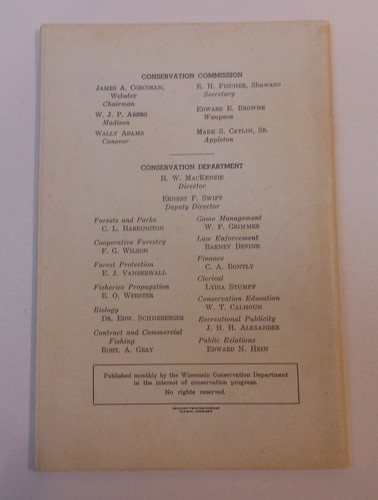 CONSERVATION COMMISSION
JAMES A. CORCORAN,
Webster
Chairman
W. J. P. ABERG
Madison
WALLY ADAMS
Conover
R. H. FISCHER, Shawano
Secretary
EDWARD E. BROWNE
Waupaca
MARK S. CATLIN, SR.
Appleton
CONSERVATION DEPARTMENT
H. W. MACKENZIE
Director
ERNEST F. SWIFT
Deputy Director
Forests and Parks
C. L. HARRINGTON
Cooperative Forestry
F. G. WILSON
Forest Protection
E. J. VANDERWALL
Fisheries Propagation
B. O. WEBSTER
Biology
DR. EDW. SCHNEBERGER
Contract and Commercial
Fishing
ROBT. A. GRAY
Game Management
W. F. GRIMMER
Law Enforcement
BARNEY DEVINE
Finance
C. A. BONTLY
Clerical
LYDIA STUMPF
Conservation Education
W. T. CALHOUN
Recreational Publicity
J. H. H. ALEXANDER
Public Relations
EDWARD N. HEIN
Published monthly by the Wisconsin Conservation Department
in the interest of conservation progress.
No rights reserved.
PRINTING COMPANY
WISCONSIN